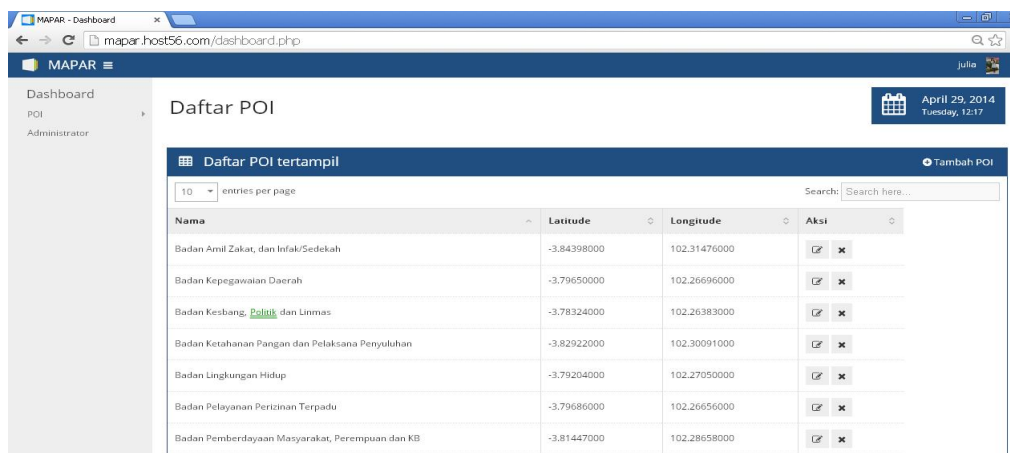 MAPAR - Dashboard
mapar.host56.com/dashboard.php
MAPAR
julia
Dashboard
POI
Administrator
Daftar POI
April 29, 2014
Tuesday, 12:17
Daftar POI tertampil
Tambah POI
10 entries per page
Search: Search here...
Nama Latitude Longitude Aksi
Badan Amil Zakat, dan Infak/Sedekah -3.84398000 102.31476000
Badan Kepegawaian Daerah -3.79650000 102.26696000
Badan Kesbang, Politik dan Linmas -3.78324000 102.26383000
Badan Ketahanan Pangan dan Pelaksana Penyuluhan -3.82922000 102.30091000
Badan Lingkungan Hidup -3.79204000 102.27050000
Badan Pelayanan Perizinan Terpadu -3.79686000 102.26656000
Badan Pemberdayaan Masyarakat, Perempuan dan KB -3.81447000 102.28658000